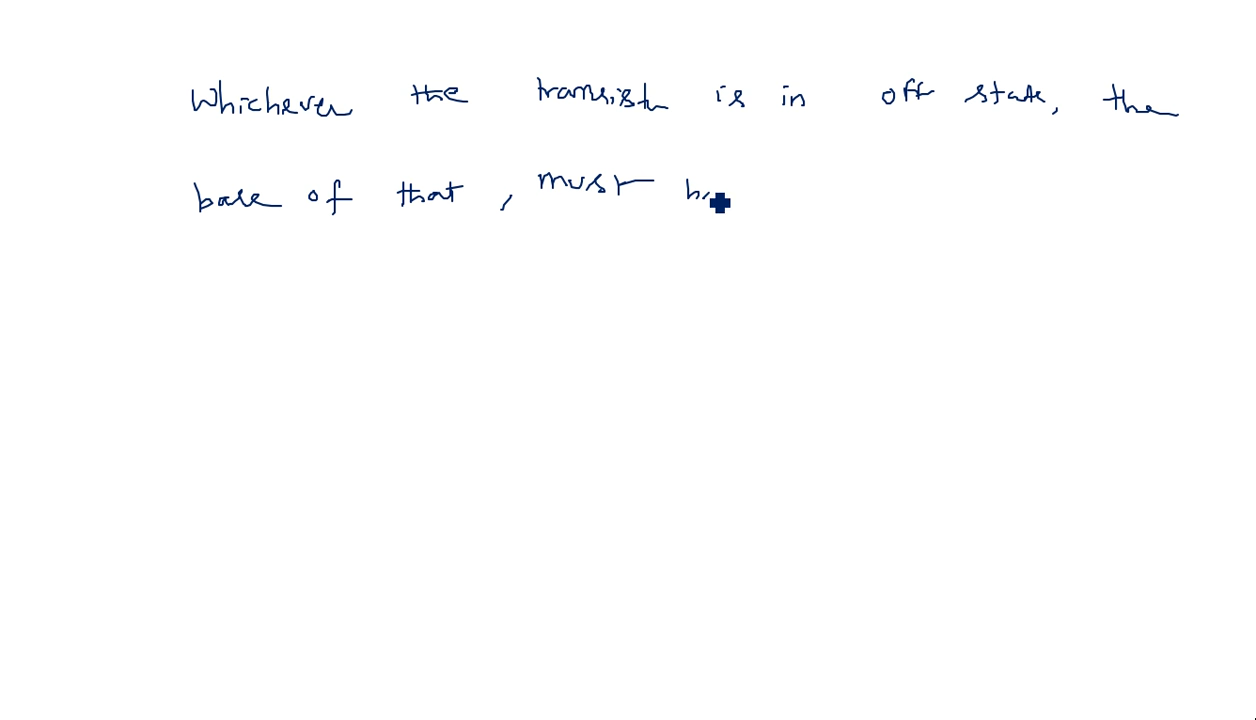 Whichever the transistor is in off state, the
base of that, must